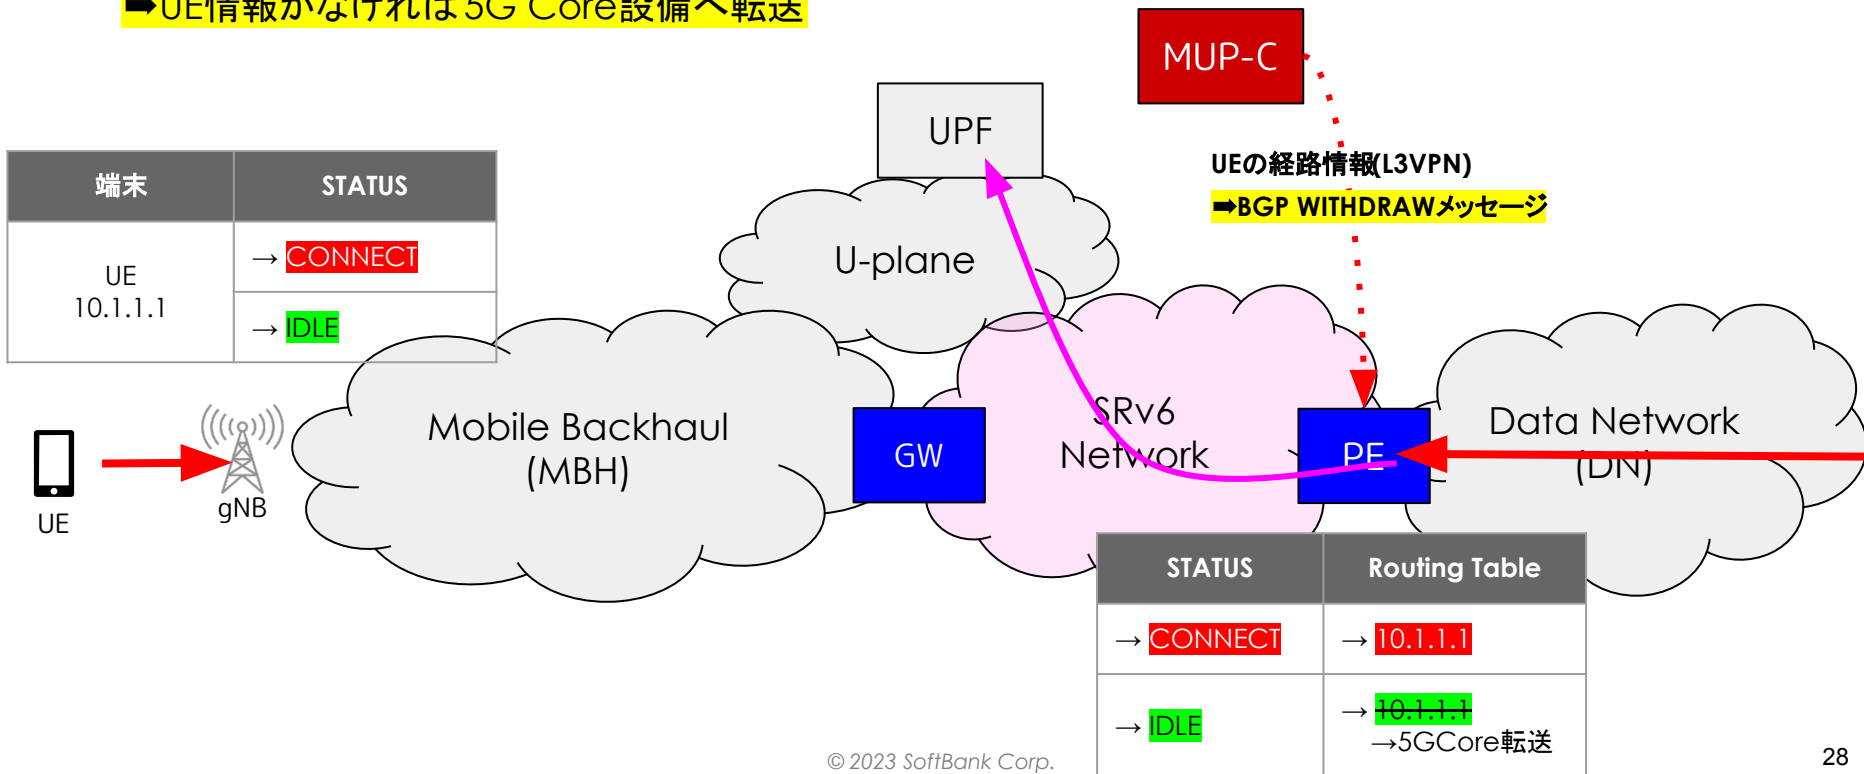 ➡UE情報がなければ5G Core設備へ転送
MUP-C
UPF
UEの経路情報(L3VPN)
➡BGP WITHDRAWメッセージ
端末 STATUS
UE
10.1.1.1
→ CONNECT
→ IDLE
U-plane
Mobile Backhaul
(MBH)
GW
SRv6
Network
PE
Data Network
(DN)
UE
gNB
STATUS Routing Table
→ CONNECT → 10.1.1.1
→ IDLE → 10.1.1.1
→5GCore転送
© 2023 SoftBank Corp.
28